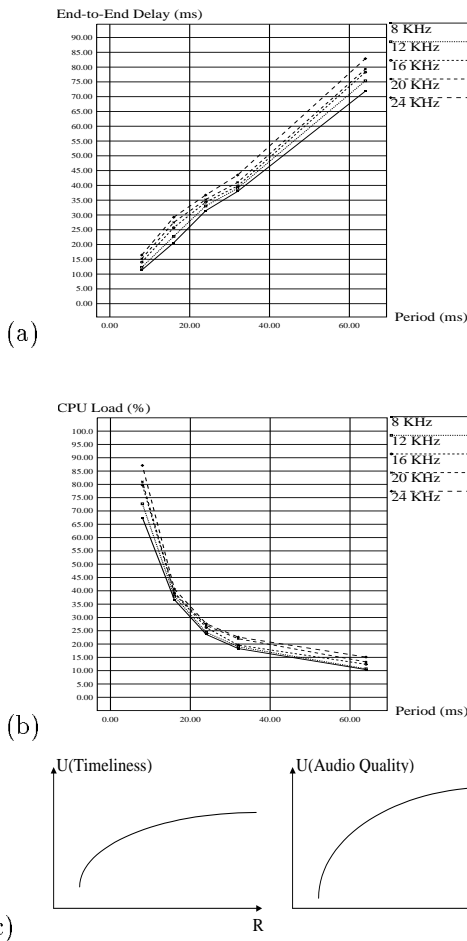 End-to-End Delay (ms)
90.00
85.00
80.00
75.00
70.00
65.00
60.00
55.00
50.00
45.00
40.00
35.00
30.00
25.00
20.00
15.00
10.00
5.00
0.00
0.00 20.00 40.00 60.00
Period (ms)
8 KHz
12 KHz
16 KHz
20 KHz
24 KHz
(a)
CPU Load (%)
100.0
95.00
90.00
85.00
80.00
75.00
70.00
65.00
60.00
55.00
50.00
45.00
40.00
35.00
30.00
25.00
20.00
15.00
10.00
5.00
0.00
0.00 20.00 40.00 60.00
Period (ms)
8 KHz
12 KHz
16 KHz
20 KHz
24 KHz
(b)
U(Timeliness) U(Audio Quality)
R
c)